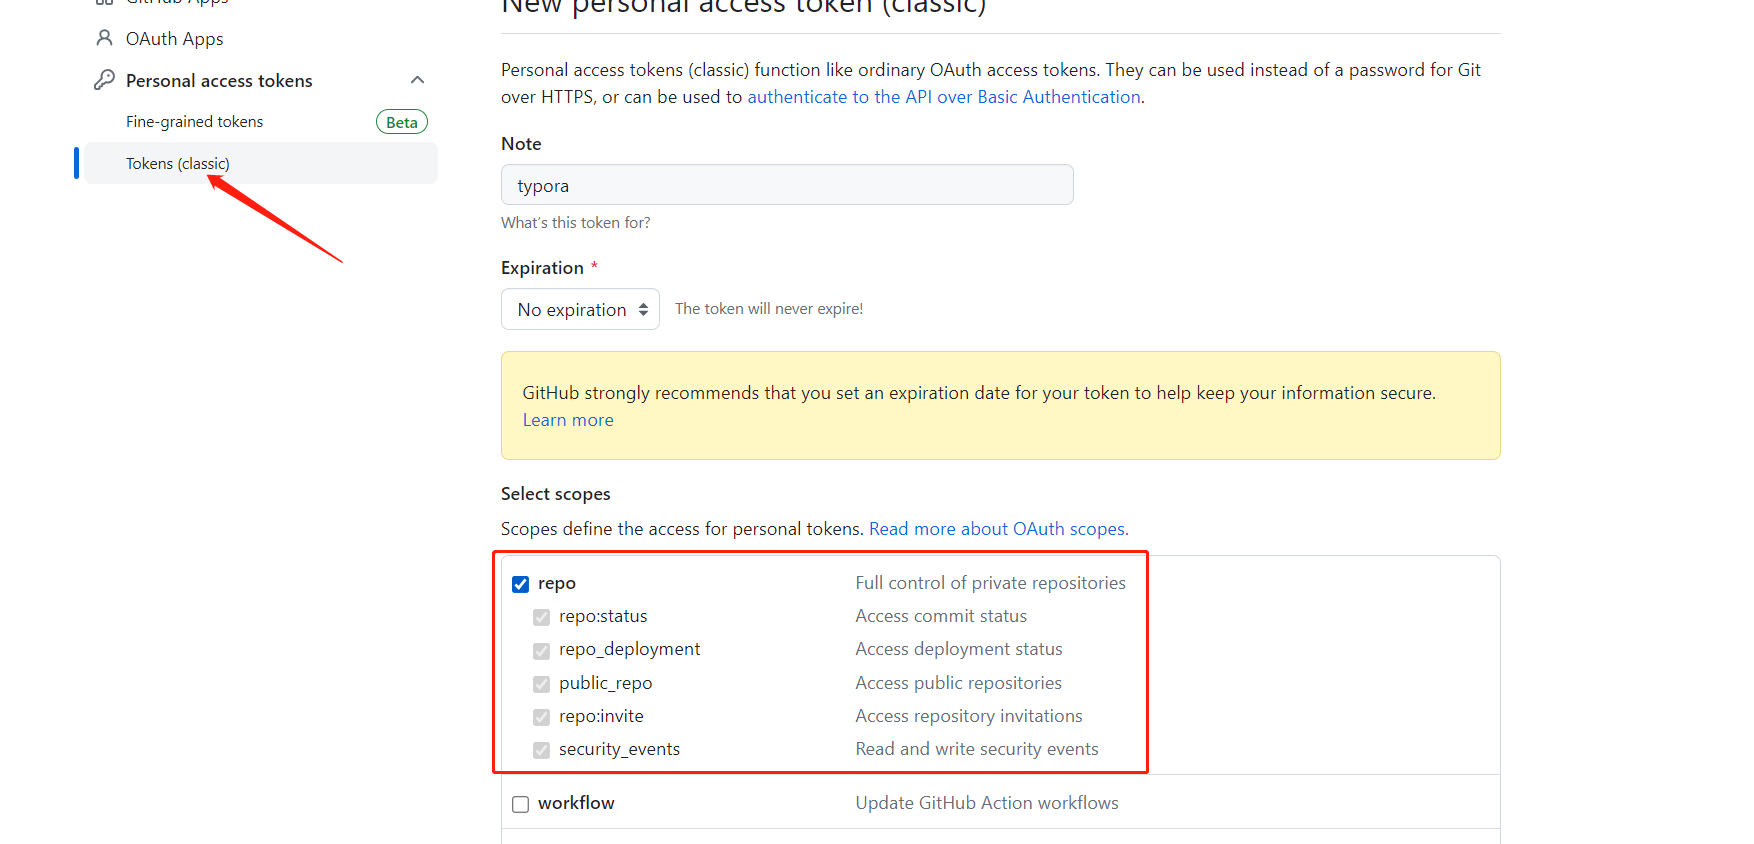 GitHub Apps
OAuth Apps
Personal access tokens
Fine-grained tokens
Beta
Tokens (classic)
New personal access token (classic)
Personal access tokens (classic) function like ordinary OAuth access tokens. They can be used instead of a password for Git
over HTTPS, or can be used to authenticate to the API over Basic Authentication.
Note
typora
What's this token for?
Expiration *
No expiration
The token will never expire!
GitHub strongly recommends that you set an expiration date for your token to help keep your information secure.
Learn more
Select scopes
Scopes define the access for personal tokens. Read more about OAuth scopes.
repo Full control of private repositories
repo:status Access commit status
repo_deployment Access deployment status
public_repo Access public repositories
repo:invite Access repository invitations
security_events Read and write security events
workflow Update GitHub Action workflows